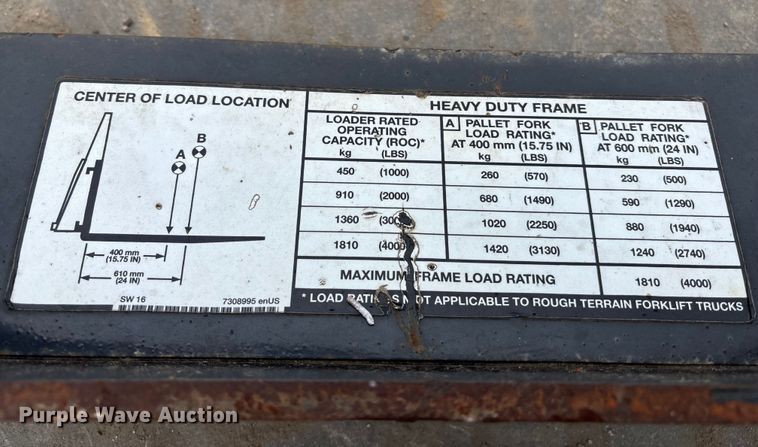 CENTER OF LOAD LOCATION
B
A
400 mm
(15.75 IN)
610 mm
(24 IN)
SW 16
7308995 enUS
HEAVY DUTY FRAME
LOADER RATED
OPERATING
CAPACITY (ROC)*
kg (LBS)
A PALLET FORK
LOAD RATING*
AT 400 mm (15.75 IN)
kg (LBS)
B PALLET FORK
LOAD RATING*
AT 600 mm (24 IN)
kg (LBS)
450 (1000) 260 (570) 230 (500)
910 (2000) 680 (1490) 590 (1290)
1360 (3000) 1020 (2250) 880 (1940)
1810 (4000) 1420 (3130) 1240 (2740)
MAXIMUM FRAME LOAD RATING 1810 (4000)
* LOAD RATING IS NOT APPLICABLE TO ROUGH TERRAIN FORKLIFT TRUCKS
Purple Wave Auction